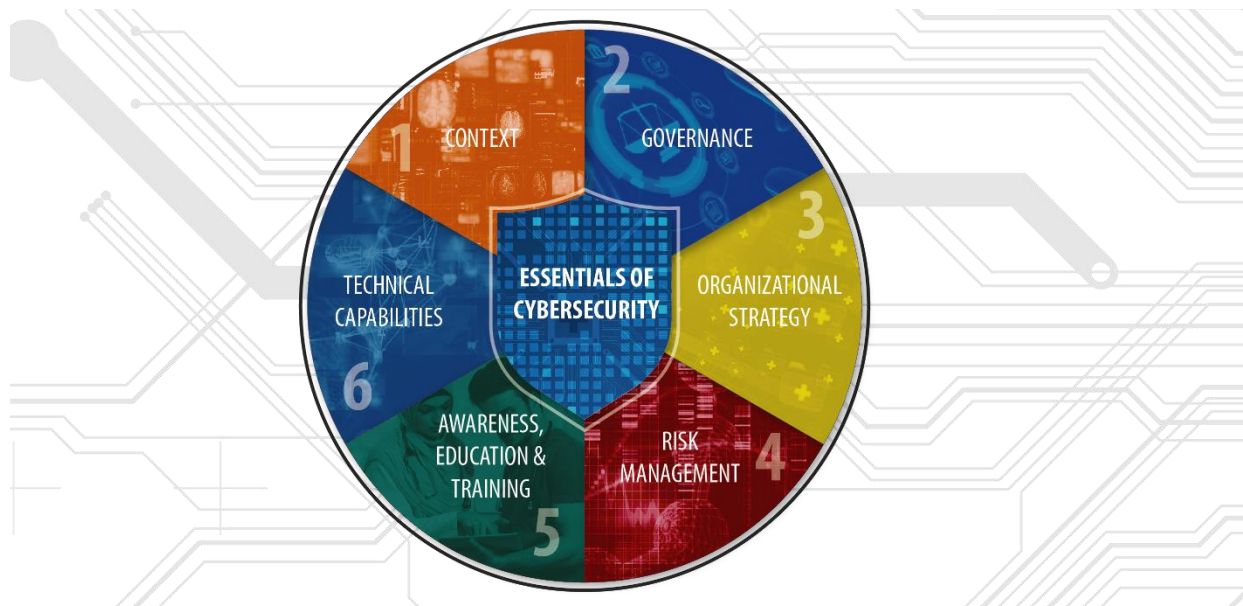 1
CONTEXT
2
GOVERNANCE
3
ORGANIZATIONAL
STRATEGY
4
RISK
MANAGEMENT
5
AWARENESS,
EDUCATION &
TRAINING
6
TECHNICAL
CAPABILITIES
ESSENTIALS OF
CYBERSECURITY